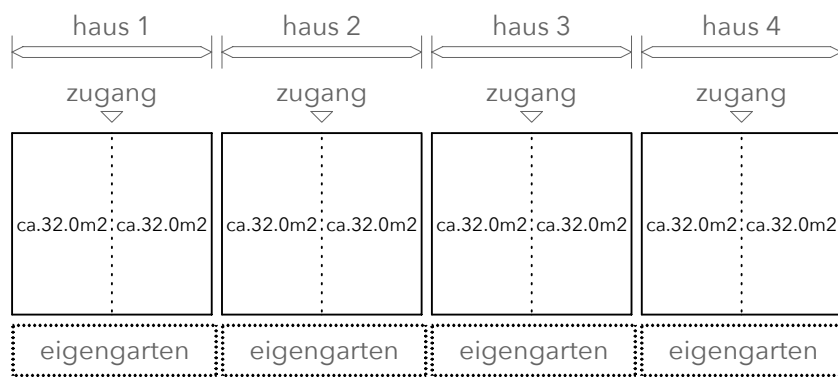 haus 1 haus 2 haus 3 haus 4
zugang zugang zugang zugang
ca.32.0m2 ca.32.0m2 ca.32.0m2 ca.32.0m2 ca.32.0m2 ca.32.0m2 ca.32.0m2 ca.32.0m2
eigengarten eigengarten eigengarten eigengarten